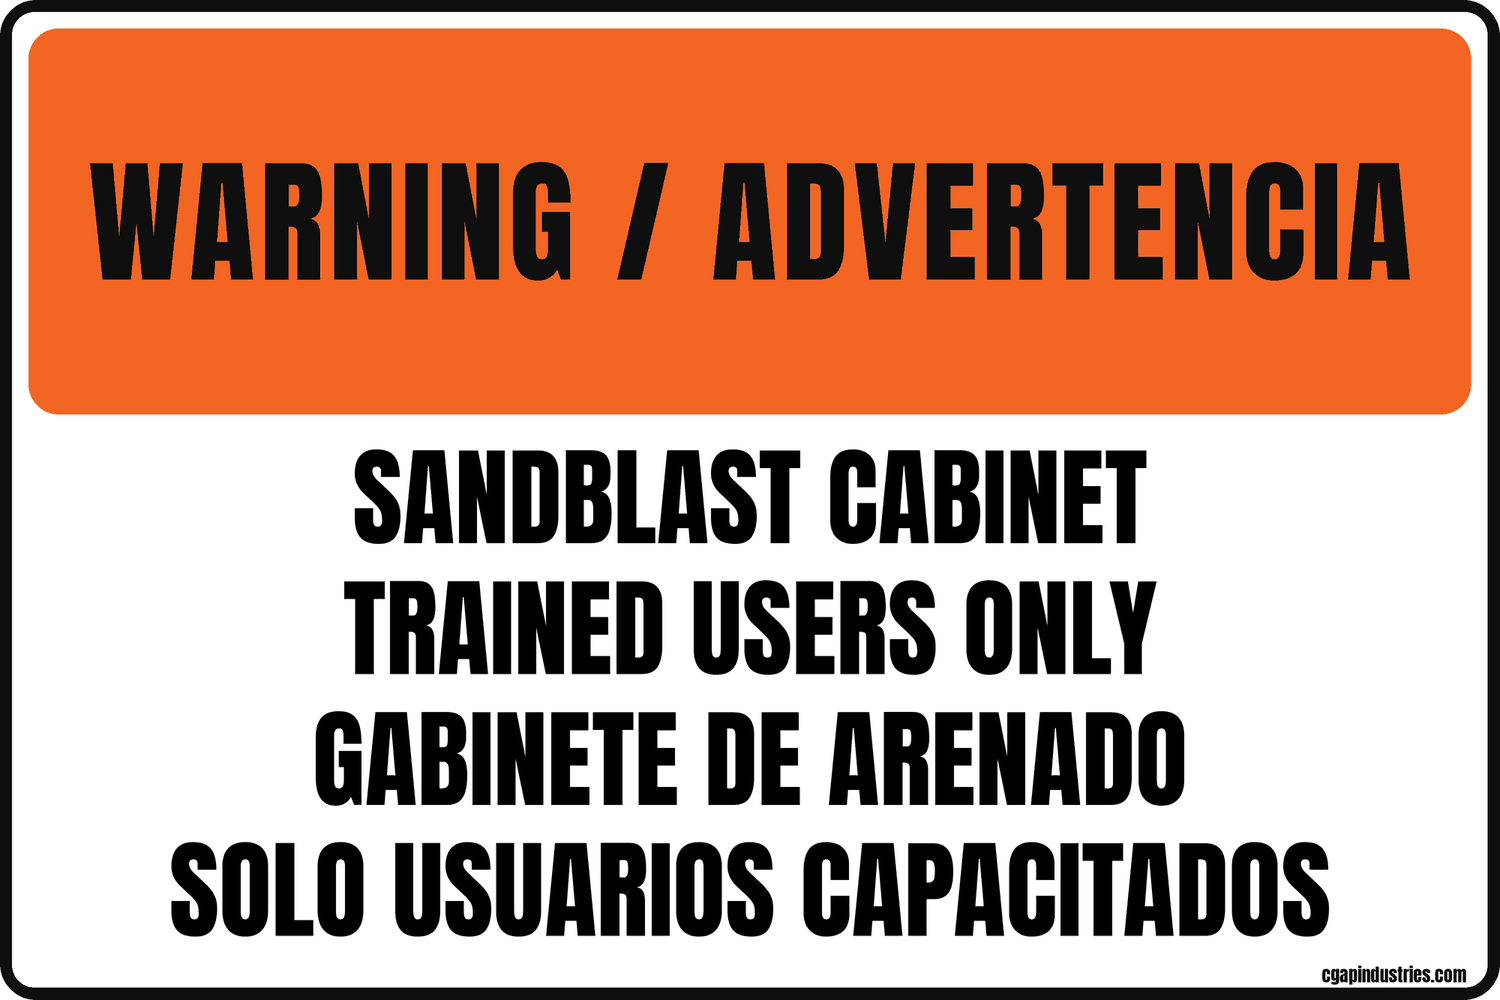 WARNING / ADVERTENCIA
SANDBLAST CABINET
TRAINED USERS ONLY
GABINETE DE ARENADO
SOLO USUARIOS CAPACITADOS
cgapindustries.com